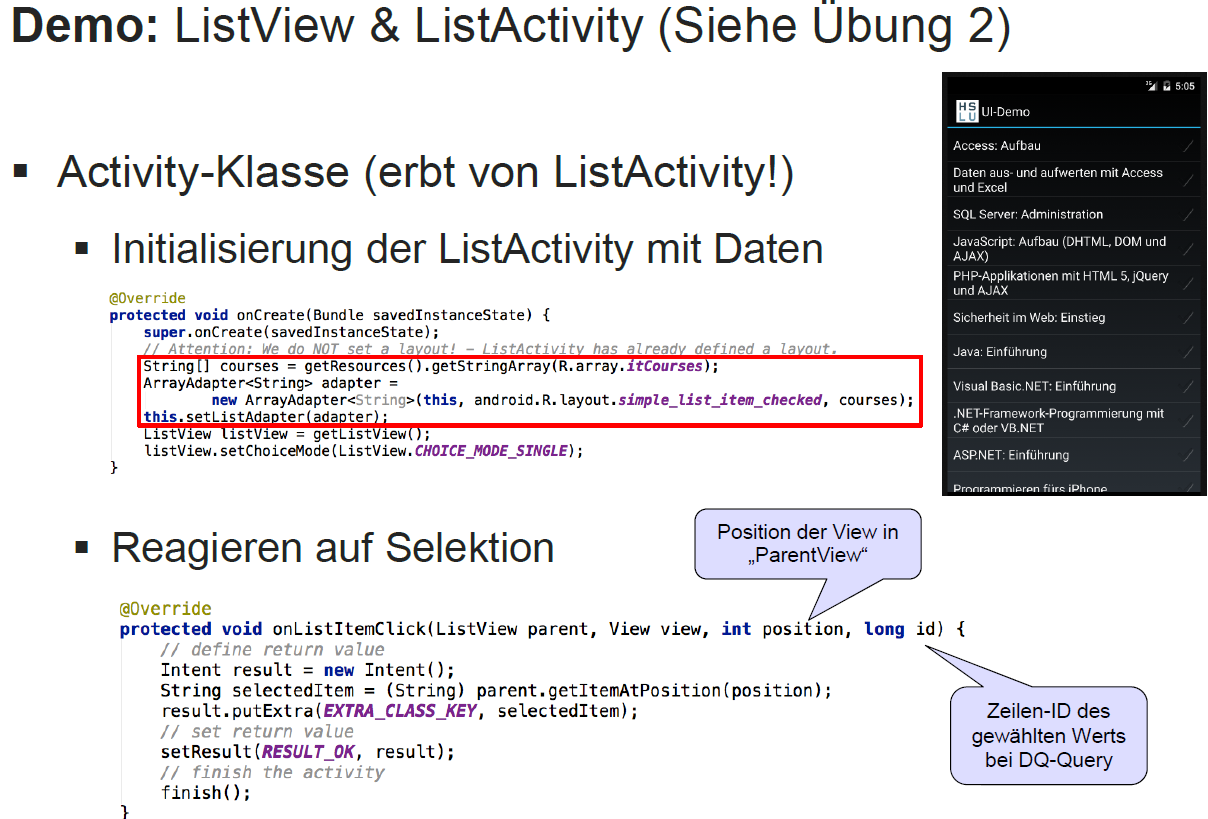 Demo: ListView & ListActivity (Siehe Übung 2)
▪ Activity-Klasse (erbt von ListActivity!)
▪ Initialisierung der ListActivity mit Daten
@Override
protected void onCreate(Bundle savedInstanceState) {
super.onCreate(savedInstanceState);
// Attention: We do NOT set a layout! – ListActivity has already defined a layout.
String[] courses = getResources().getStringArray(R.array.itCourses);
ArrayAdapter<String> adapter =
new ArrayAdapter<String>(this, android.R.layout.simple_list_item_checked, courses);
this.setListAdapter(adapter);
ListView listView = getListView();
listView.setChoiceMode(ListView.CHOICE_MODE_SINGLE);
}
5:05
HS
LU
UI-Demo
Access: Aufbau
Daten aus- und aufwerten mit Access
und Excel
SQL Server: Administration
JavaScript: Aufbau (DHTML, DOM und
AJAX)
PHP-Applikationen mit HTML 5, jQuery
und AJAX
Sicherheit im Web: Einstieg
Java: Einführung
Visual Basic.NET: Einführung
.NET-Framework-Programmierung mit
C# oder VB.NET
ASP.NET: Einführung
Programmieren fürs iPhone
▪ Reagieren auf Selektion
Position der View in
„ParentView“
@Override
protected void onListItemClick(ListView parent, View view, int position, long id) {
// define return value
Intent result = new Intent();
String selectedItem = (String) parent.getItemAtPosition(position);
result.putExtra(EXTRA_CLASS_KEY, selectedItem);
// set return value
setResult(RESULT_OK, result);
// finish the activity
finish();
}
Zeilen-ID des
gewählten Werts
bei DQ-Query